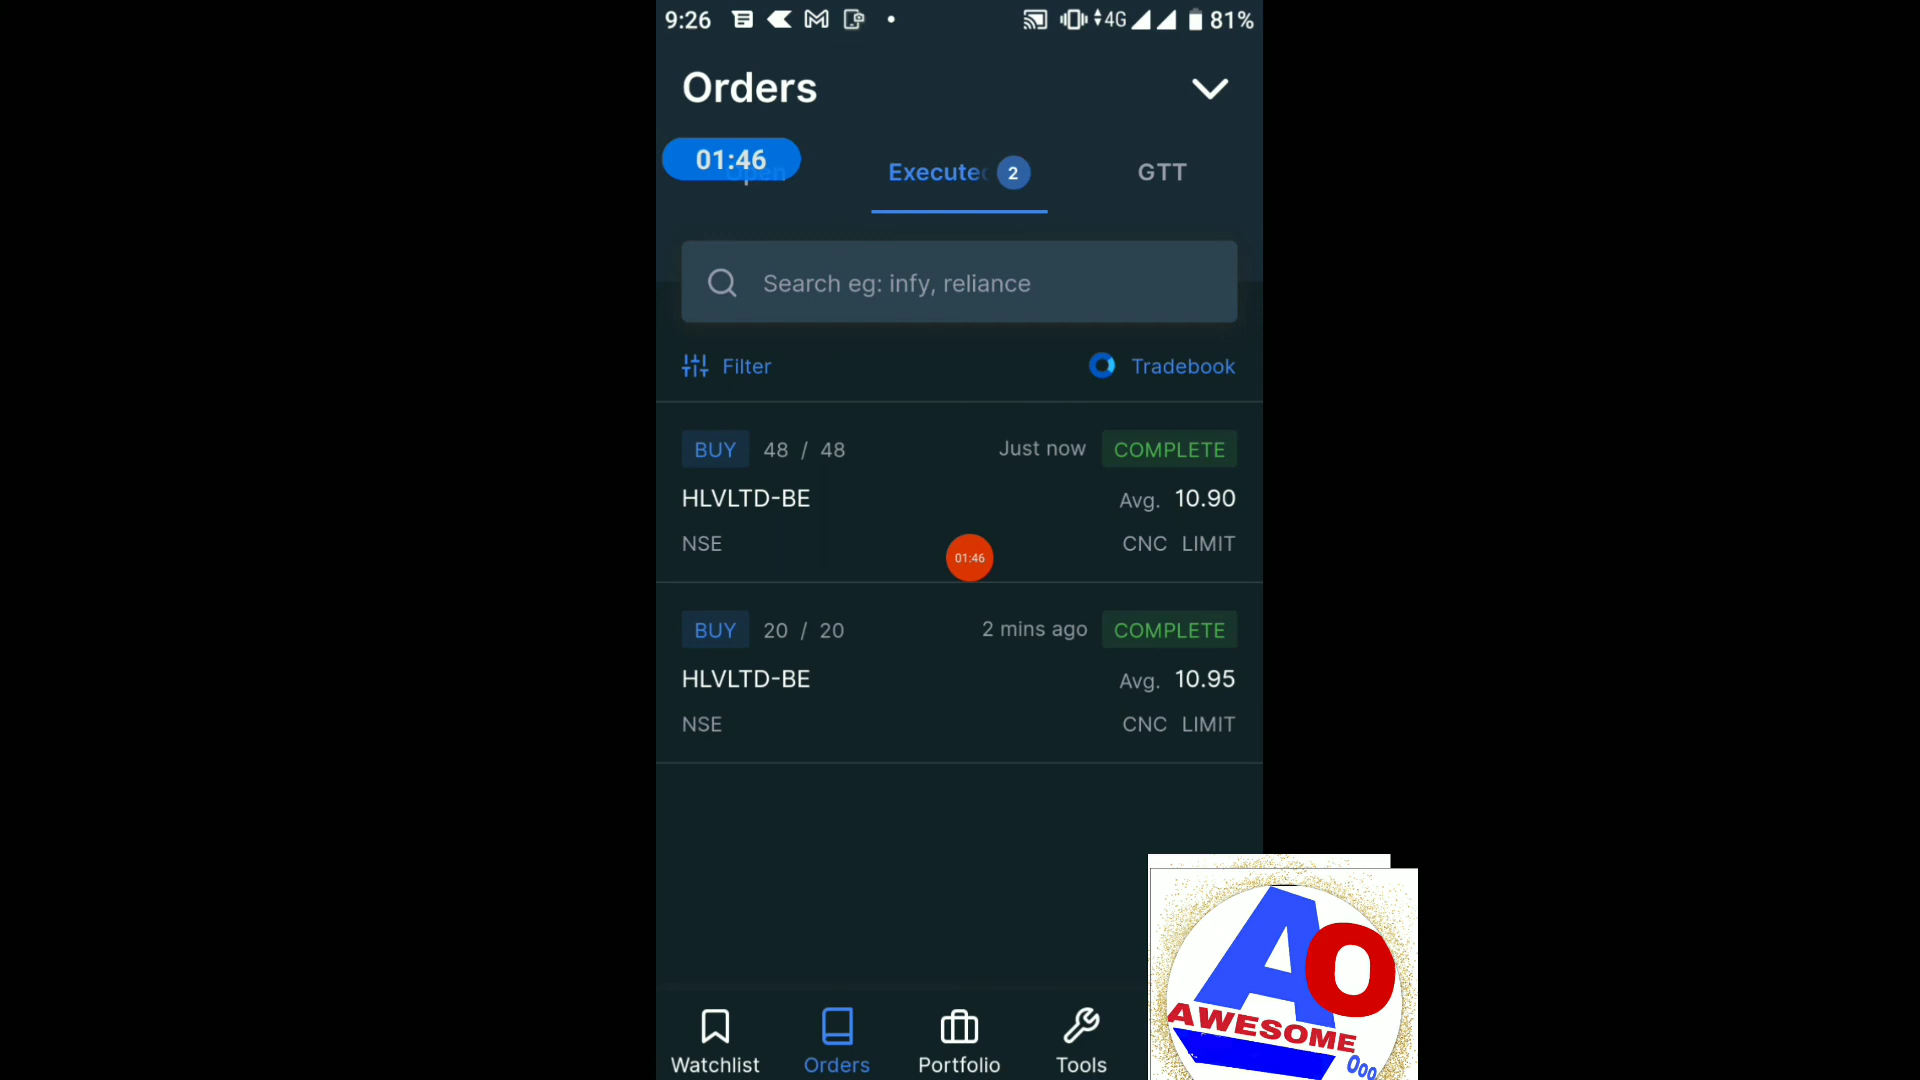 9:26 4G 81%
Orders
01:46
Open Executed 2 GTT
Search eg: infy, reliance
Filter Tradebook
BUY 48 / 48 Just now COMPLETE
HLVLTD-BE Avg. 10.90
NSE CNC LIMIT
01:46
BUY 20 / 20 2 mins ago COMPLETE
HLVLTD-BE Avg. 10.95
NSE CNC LIMIT
Watchlist Orders Portfolio Tools
AO
AWESOME